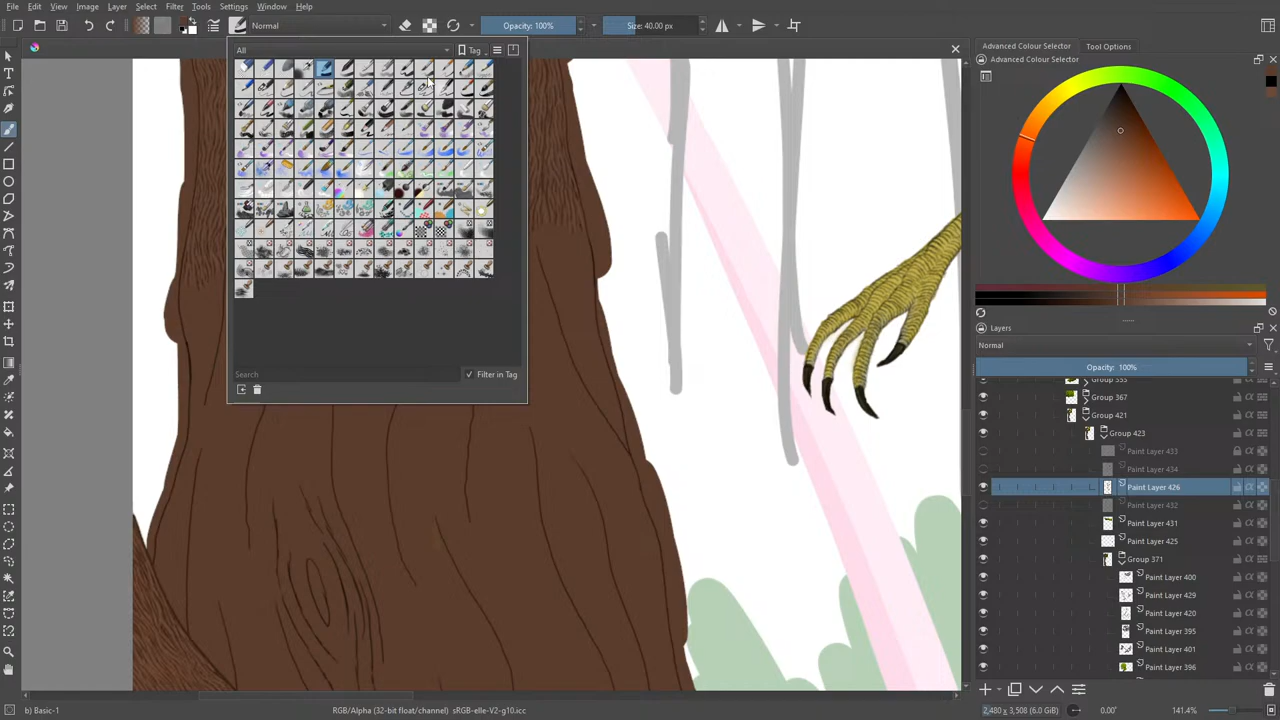 File Edit View Image Layer Select Filter Tools Settings Window Help
Normal Opacity: 100% Size: 40.00 px
Advanced Colour Selector Tool Options
All Tag
Advanced Colour Selector
Search Filter in Tag
Layers
Normal
Opacity: 100%
Group 367
Group 421
Group 423
Paint Layer 433
Paint Layer 434
Paint Layer 426
Paint Layer 432
Paint Layer 431
Paint Layer 425
Group 371
Paint Layer 400
Paint Layer 429
Paint Layer 420
Paint Layer 395
Paint Layer 401
Paint Layer 396
b) Basic-1 RGB/Alpha (32-bit float/channel) sRGB-elle-V2-g10.icc 2,480 x 3,508 (6.0 GiB) 0.00° 141.4%